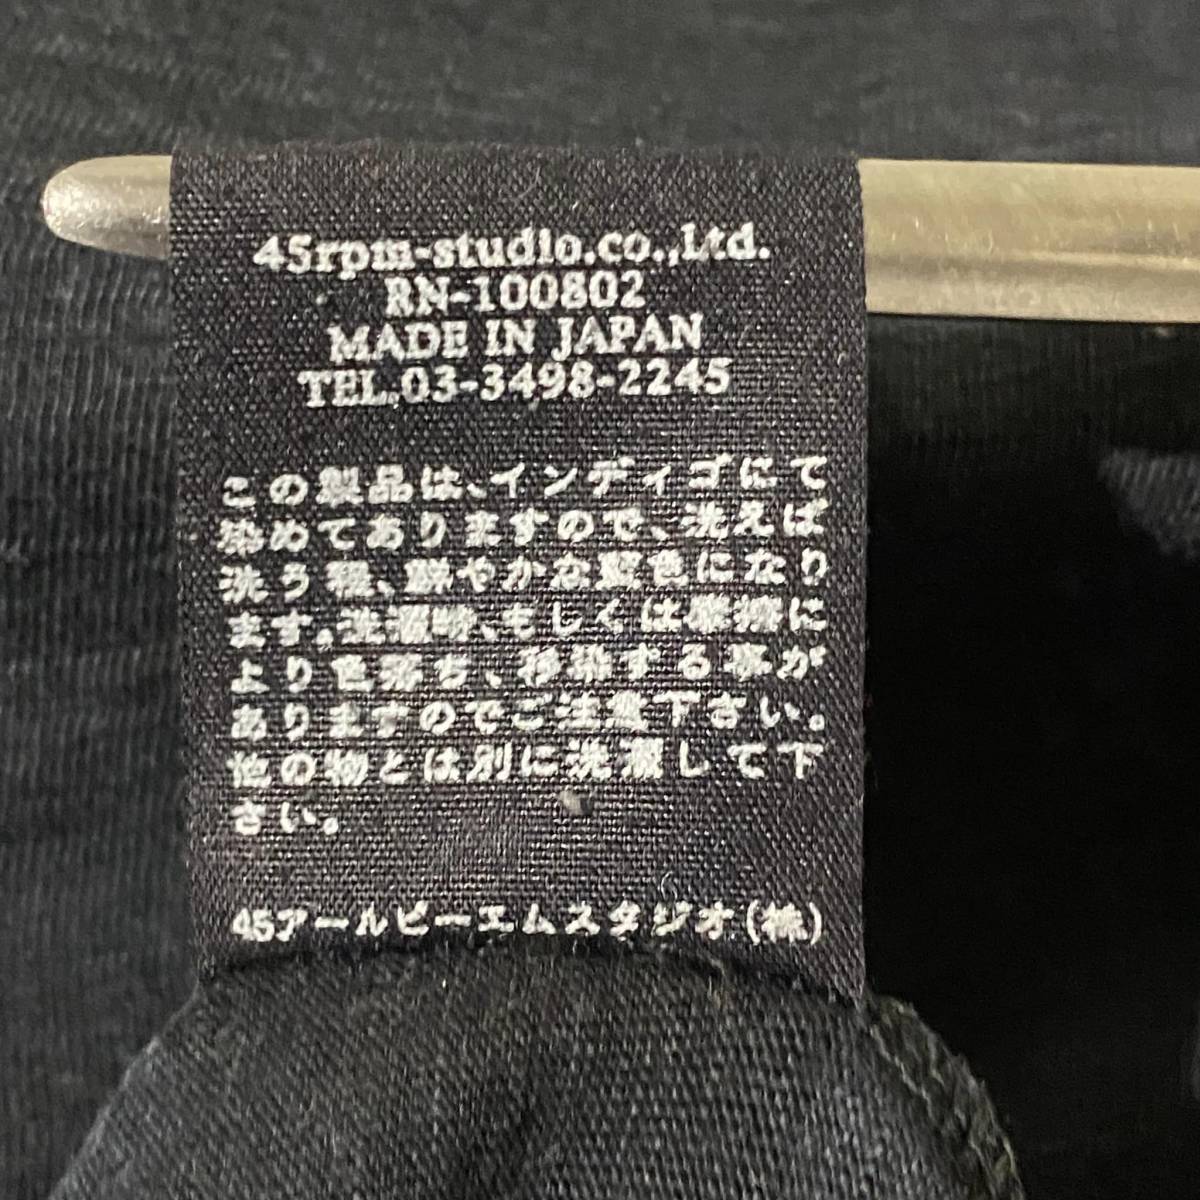 45rpm-studio.co.,Ltd.
RN-100802
MADE IN JAPAN
TEL.03-3498-2245
この製品は、インディゴにて
染めてありますので、洗えば
洗う程、鮮やかな藍色になり
ます。洗濯時、もしくは摩擦に
より色落ち、移染する事が
ありますのでご注意下さい。
他の物とは別に洗濯して下
さい。
45アールピーエムスタジオ(株)